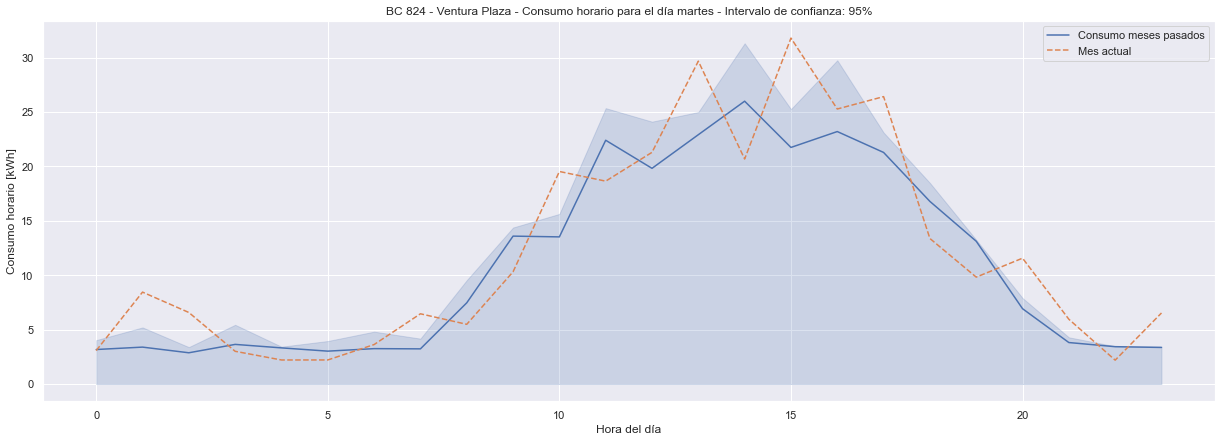 BC 824 - Ventura Plaza - Consumo horario para el día martes - Intervalo de confianza: 95%
Consumo meses pasados
Mes actual
Consumo horario [kWh]
30
25
20
15
10
5
0
0 5 10 15 20
Hora del día